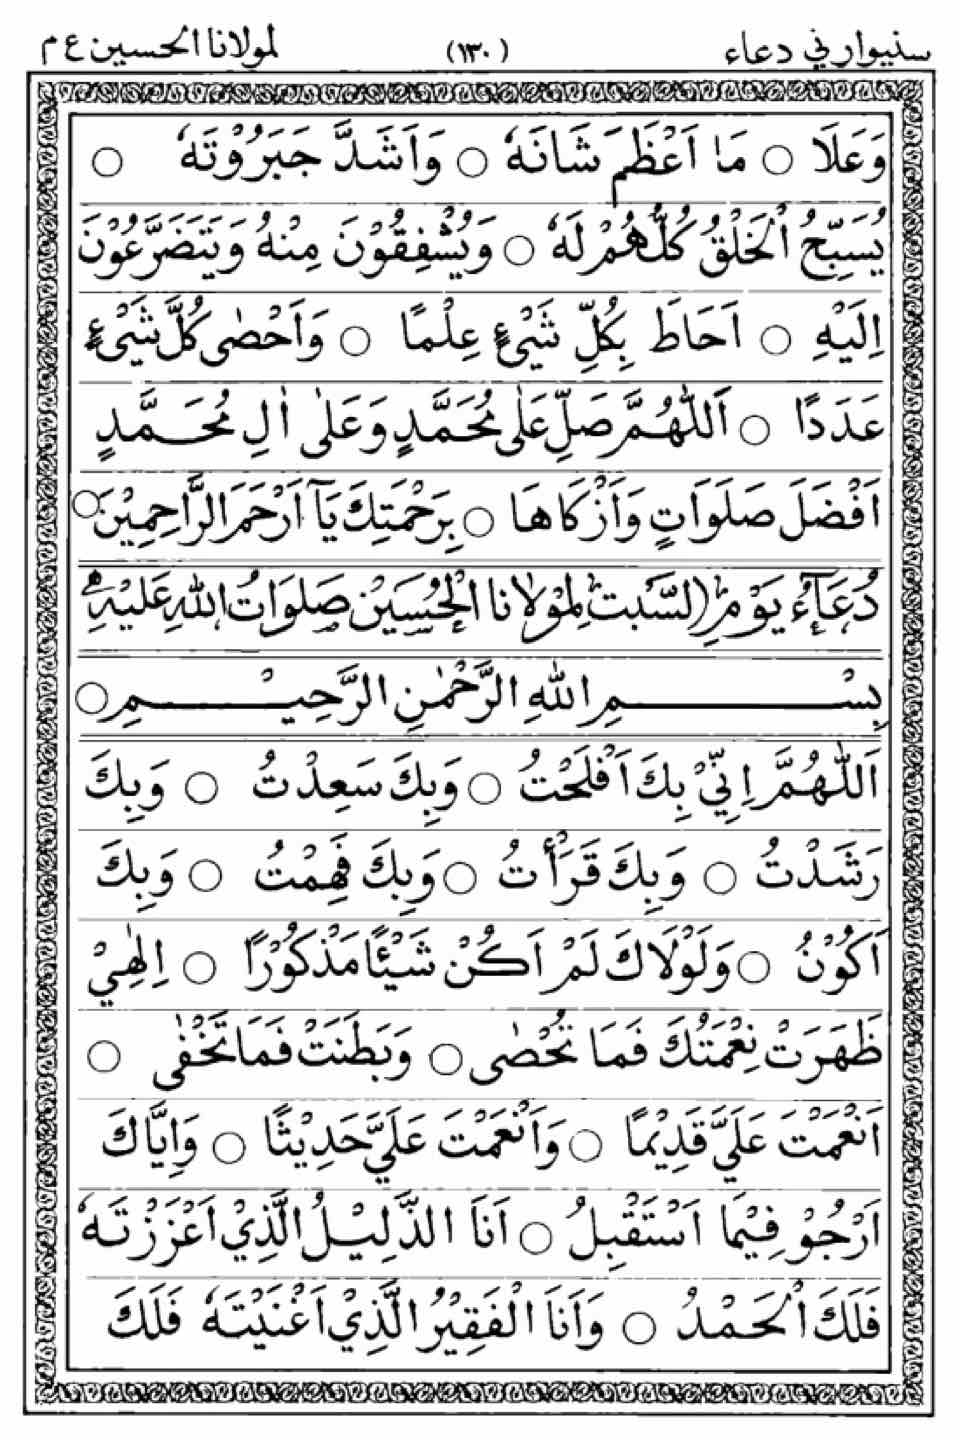 سنيواري دعاء (١٣٠) لمولانا الحسين ع م
وَعَلَا ○ مَا اَعْظَمَ شَانَهٗ ○ وَاَشَدَّ جَبَرُوْتَهٗ ○
يُسَبِّحُ الْخَلْقُ كُلُّهُمْ لَهٗ ○ وَيُشْفِقُوْنَ مِنْهُ وَيَتَضَرَّعُوْنَ
اِلَيْهِ ○ اَحَاطَ بِكُلِّ شَيْءٍ عِلْمًا ○ وَاَحْصٰى كُلَّ شَيْءٍ
عَدَدًا ○ اَللّٰهُمَّ صَلِّ عَلٰى مُحَمَّدٍ وَعَلٰى اٰلِ مُحَمَّدٍ
اَفْضَلَ صَلَوَاتٍ وَاَزْكَاهَا ○ بِرَحْمَتِكَ يَآ اَرْحَمَ الرَّاحِمِيْنَ ○
دُعَاءُ يَوْمِ السَّبْتِ لِمَوْلَانَا الْحُسَيْنِ صَلَوَاتُ اللهِ عَلَيْهِ
بِسْمِ اللهِ الرَّحْمٰنِ الرَّحِيْمِ ○
اَللّٰهُمَّ اِنِّيْ بِكَ اَفْلَحْتُ ○ وَبِكَ سَعِدْتُ ○ وَبِكَ
رَشَدْتُ ○ وَبِكَ قَرَأْتُ ○ وَبِكَ فَهِمْتُ ○ وَبِكَ
اَكُوْنُ ○ وَلَوْلَاكَ لَمْ اَكُنْ شَيْئًا مَذْكُوْرًا ○ اِلٰهِيْ
ظَهَرَتْ نِعْمَتُكَ فَمَا تُحْصٰى ○ وَبَطَنَتْ فَمَا تَخْفٰى ○
اَنْعَمْتَ عَلَيَّ قَدِيْمًا ○ وَاَنْعَمْتَ عَلَيَّ حَدِيْثًا ○ وَاِيَّاكَ
اَرْجُوْ فِيْمَا اَسْتَقْبِلُ ○ اَنَا الذَّلِيْلُ الَّذِيْ اَعْزَزْتَهٗ
فَلَكَ الْحَمْدُ ○ وَاَنَا الْفَقِيْرُ الَّذِيْ اَغْنَيْتَهٗ فَلَكَ